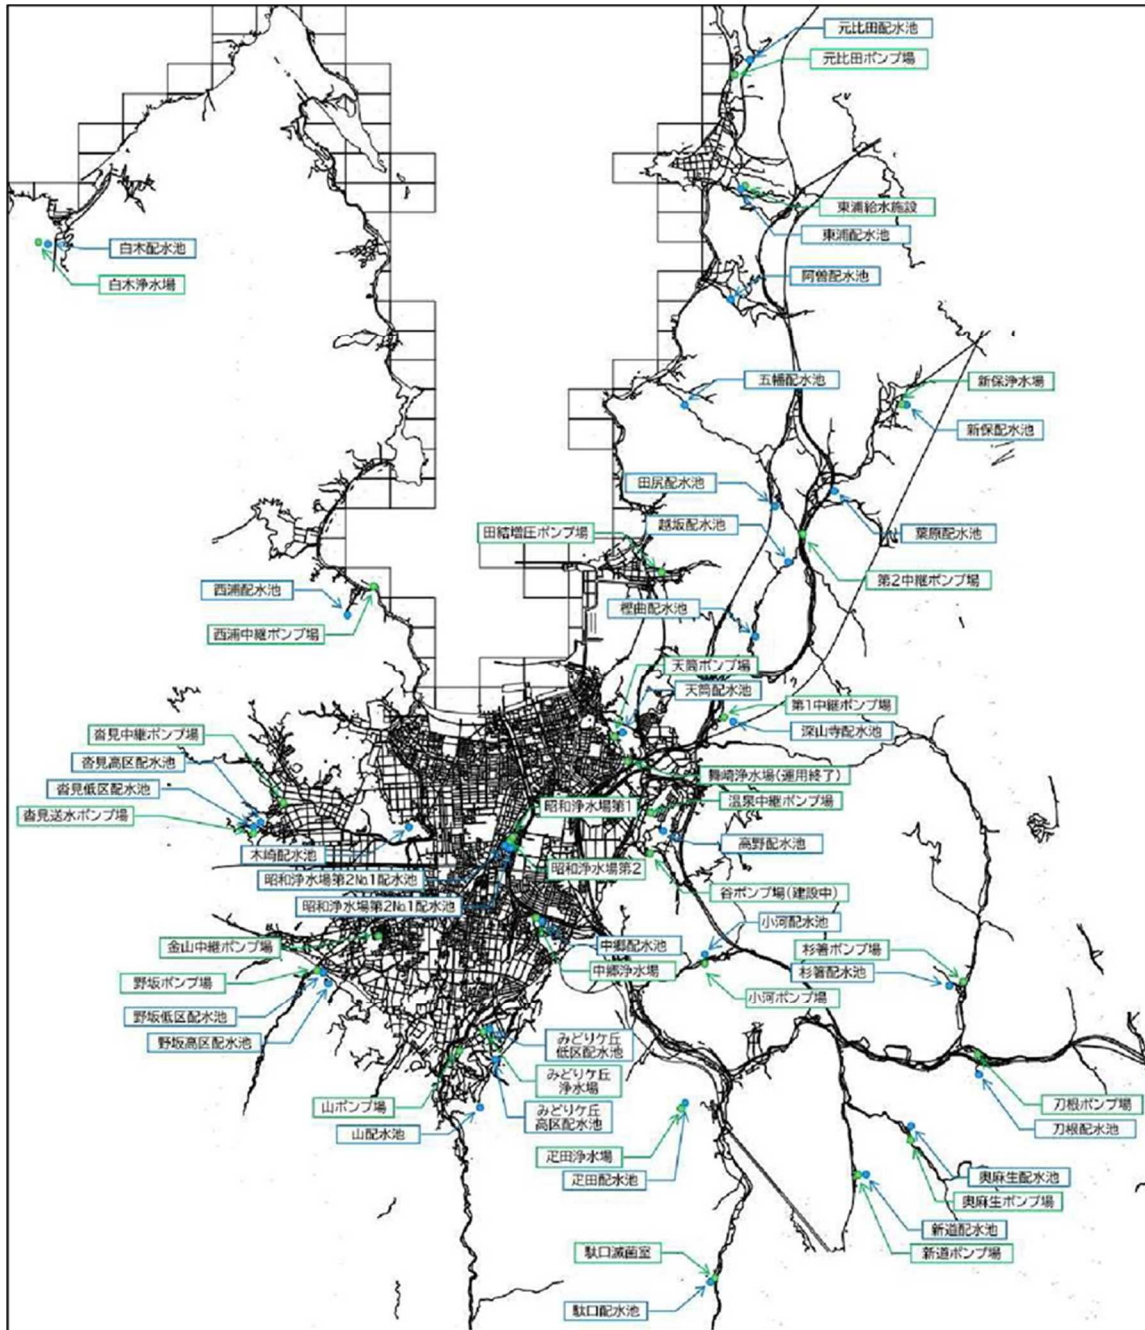 元比田配水池
元比田ポンプ場
東浦給水施設
東浦配水池
白木配水池
白木浄水場
阿曽配水池
五幡配水池
新保浄水場
新保配水池
田尻配水池
越坂配水池
葉原配水池
田結増圧ポンプ場
第2中継ポンプ場
西浦配水池
樫曲配水池
西浦中継ポンプ場
天筒ポンプ場
天筒配水池
第1中継ポンプ場
深山寺配水池
沓見中継ポンプ場
沓見高区配水池
沓見低区配水池
沓見送水ポンプ場
舞崎浄水場(運用終了)
昭和浄水場第1
温泉中継ポンプ場
木崎配水池
高野配水池
昭和浄水場第2
昭和浄水場第2№1配水池
谷ポンプ場(建設中)
昭和浄水場第2№1配水池
小河配水池
金山中継ポンプ場
中郷配水池
杉箸ポンプ場
中郷浄水場
杉箸配水池
野坂ポンプ場
小河ポンプ場
野坂低区配水池
野坂高区配水池
みどりケ丘
低区配水池
みどりケ丘
浄水場
山ポンプ場
みどりケ丘
高区配水池
刀根ポンプ場
山配水池
刀根配水池
疋田浄水場
疋田配水池
奥麻生配水池
奥麻生ポンプ場
新道配水池
駄口滅菌室
新道ポンプ場
駄口配水池